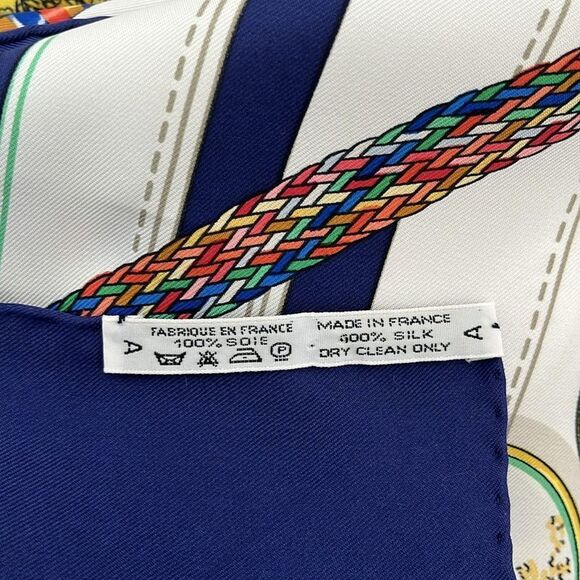 A
FABRIQUE EN FRANCE
100% SOIE
P
MADE IN FRANCE
100% SILK
DRY CLEAN ONLY
A